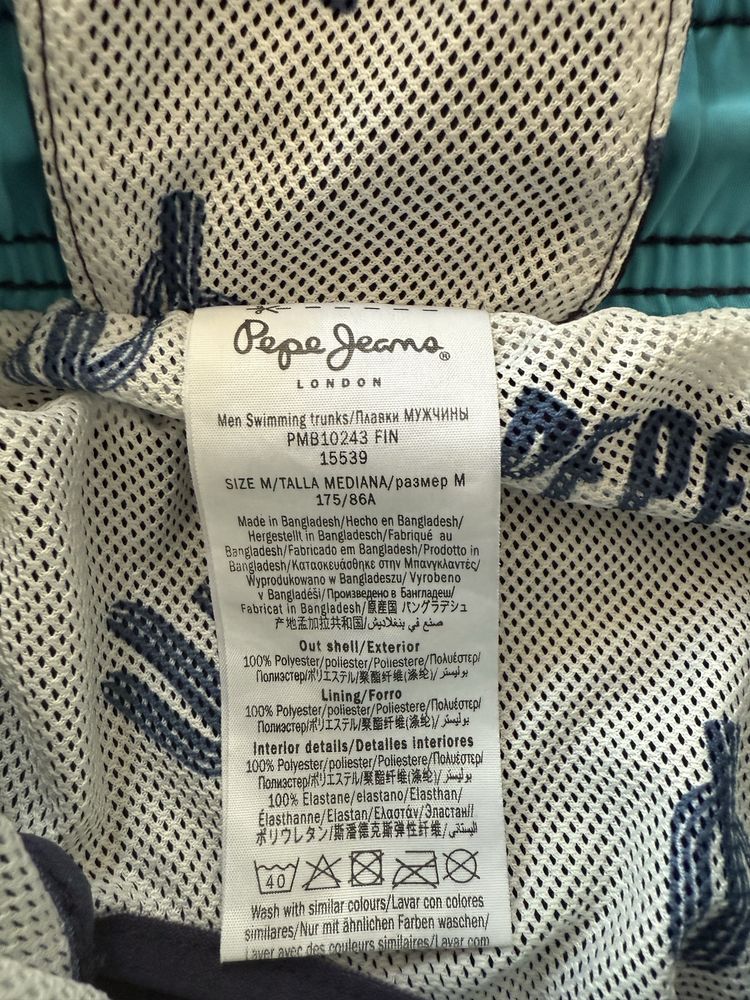 Pepe Jeans®
LONDON
Men Swimming trunks/Плавки МУЖЧИНЫ
PMB10243 FIN
15539
SIZE M/TALLA MEDIANA/размер M
175/86A
Made in Bangladesh/Hecho en Bangladesh/
Hergestellt in Bangladesch/Fabriqué au
Bangladesh/Fabricado em Bangladesh/Prodotto in
Bangladesh/Κατασκευάσθηκε στην Μπανγκλαντές/
Wyprodukowano w Bangladeszu/ Vyrobeno
v Bangladéši/Произведено в Бангладеш/
Fabricat in Bangladesh/原産国 バングラデシュ
产地孟加拉共和国/صنع في بنغلاديش
Out shell/Exterior
100% Polyester/poliester/Poliestere/Πολυέστερ/
Полиэстер/ポリエステル/聚酯纤维(涤纶)/بوليستر
Lining/Forro
100% Polyester/poliester/Poliestere/Πολυέστερ/
Полиэстер/ポリエステル/聚酯纤维(涤纶)/بوليستر
Interior details/Detalles interiores
100% Polyester/poliester/Poliestere/Πολυέστερ/
Полиэстер/ポリエステル/聚酯纤维(涤纶)/بوليستر
100% Elastane/elastano/Elasthan/
Élasthanne/Elastan/Ελαστάν/Эластан/
ポリウレタン/斯潘德克斯弹性纤维/الياستاني
40
Wash with similar colours/Lavar con colores
similares/Nur mit ähnlichen Farben waschen/
Laver avec des couleurs similaires/Lavar com